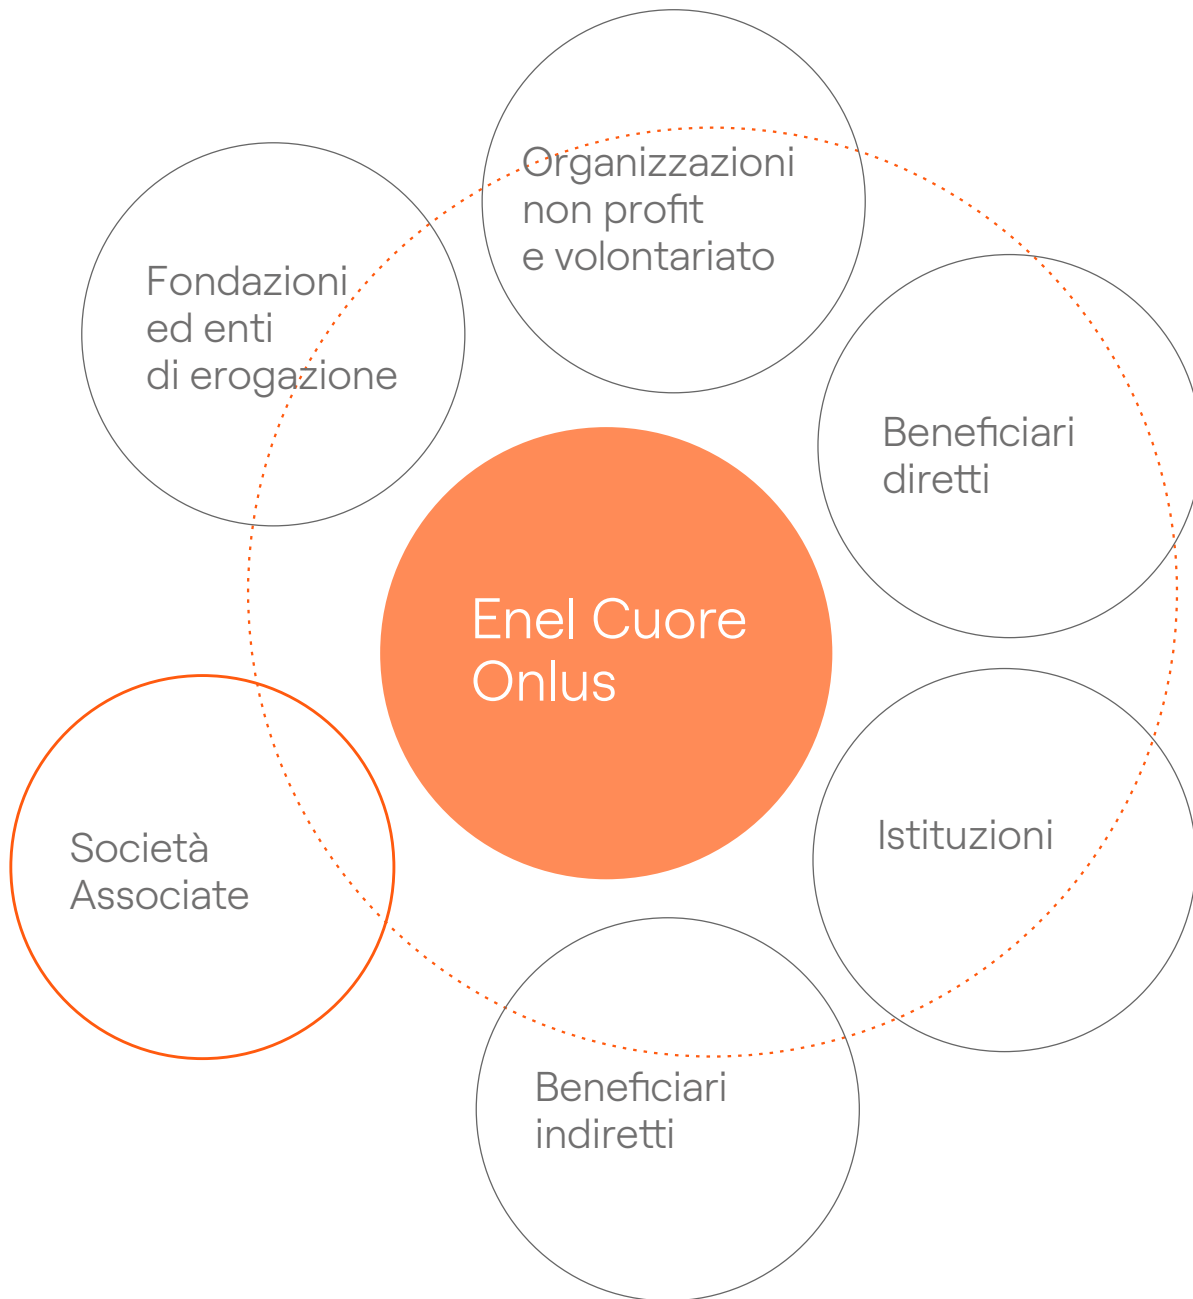 Organizzazioni
non profit
e volontariato
Fondazioni
ed enti
di erogazione
Beneficiari
diretti
Enel Cuore
Onlus
Società
Associate
Istituzioni
Beneficiari
indiretti